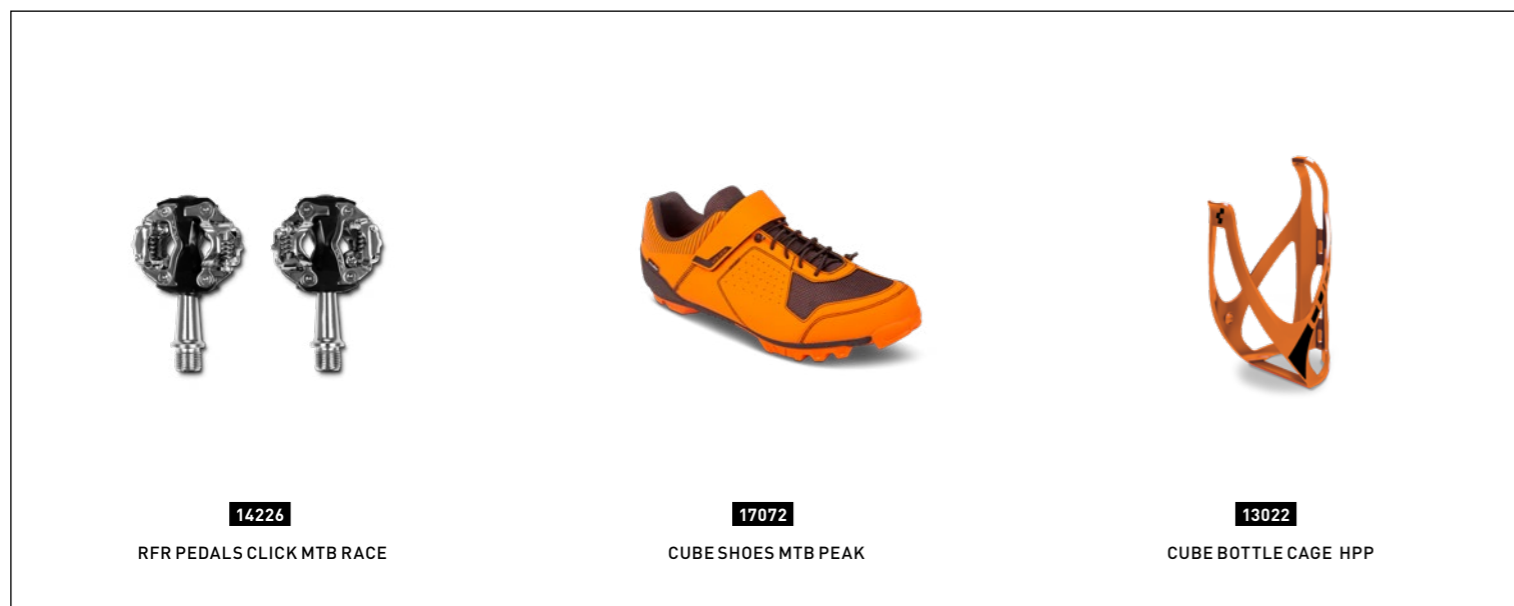 14226
RFR PEDALS CLICK MTB RACE
17072
CUBE SHOES MTB PEAK
13022
CUBE BOTTLE CAGE HPP